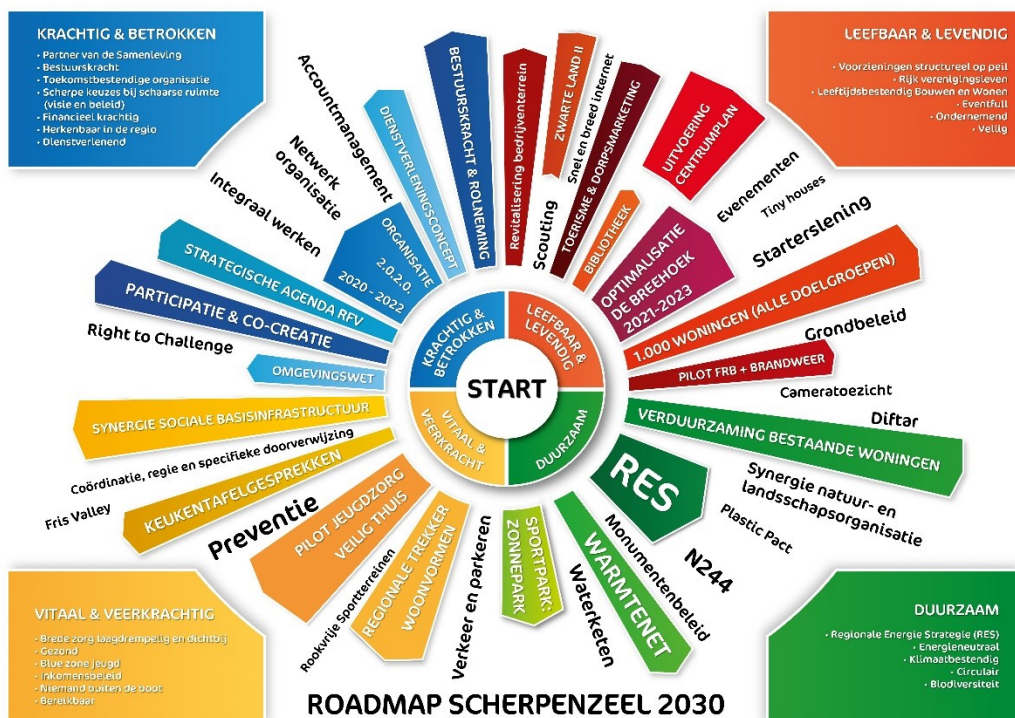 KRACHTIG & BETROKKEN
• Partner van de Samenleving
• Bestuurskracht
• Toekomstbestendige organisatie
• Scherpe keuzes bij schaarse ruimte
(visie en beleid)
• Financieel krachtig
• Herkenbaar in de regio
• Dienstverlenend
LEEFBAAR & LEVENDIG
• Voorzieningen structureel op peil
• Rijk verenigingsleven
• Leeftijdsbestendig Bouwen en Wonen
• Eventfull
• Ondernemend
• Veilig
Right to Challenge
PARTICIPATIE & CO-CREATIE
STRATEGISCHE AGENDA RFV
Integraal werken
Netwerk
organisatie
ORGANISATIE
2.0.2.0.
2020 - 2022
Accountmanagement
DIENSTVERLENINGSCONCEPT
BESTUURSKRACHT & ROLNEMING
Revitalisering bedrijventerrein
Scouting
ZWARTE LAND II
Snel en breed internet
TOERISME & DORPSMARKETING
BIBLIOTHEEK
UITVOERING
CENTRUMPLAN
OPTIMALISATIE
DE BREEHOEK
2021-2023
Evenementen
Tiny houses
Starterslening
1.000 WONINGEN (ALLE DOELGROEPEN)
Grondbeleid
PILOT FRB + BRANDWEER
Cameratoezicht
KRACHTIG &
BETROKKEN
LEEFBAAR &
LEVENDIG
START
VITAAL &
VEERKRACHT
DUURZAAM
Diftar
VERDUURZAMING BESTAANDE WONINGEN
Synergie natuur- en
landsschapsorganisatie
Plastic Pact
RES
N244
Monumentenbeleid
WARMTENET
Waterketen
SPORTPARK:
ZONNEPARK
Verkeer en parkeren
REGIONALE TREKKER
WOONVORMEN
Rookvrije Sportterreinen
PILOT JEUGDZORG
VEILIG THUIS
Preventie
KEUKENTAFELGESPREKKEN
Fris Valley
Coördinatie, regie en specifieke doorverwijzing
SYNERGIE SOCIALE BASISINFRASTRUCTUUR
OMGEVINGSWET
VITAAL & VEERKRACHTIG
• Brede zorg laagdrempelig en dichtbij
• Gezond
• Blue zone jeugd
• Inkomensbeleid
• Niemand buiten de boot
• Bereikbaar
DUURZAAM
• Regionale Energie Strategie (RES)
• Energieneutraal
• Klimaatbestendig
• Circulair
• Biodiversiteit
ROADMAP SCHERPENZEEL 2030